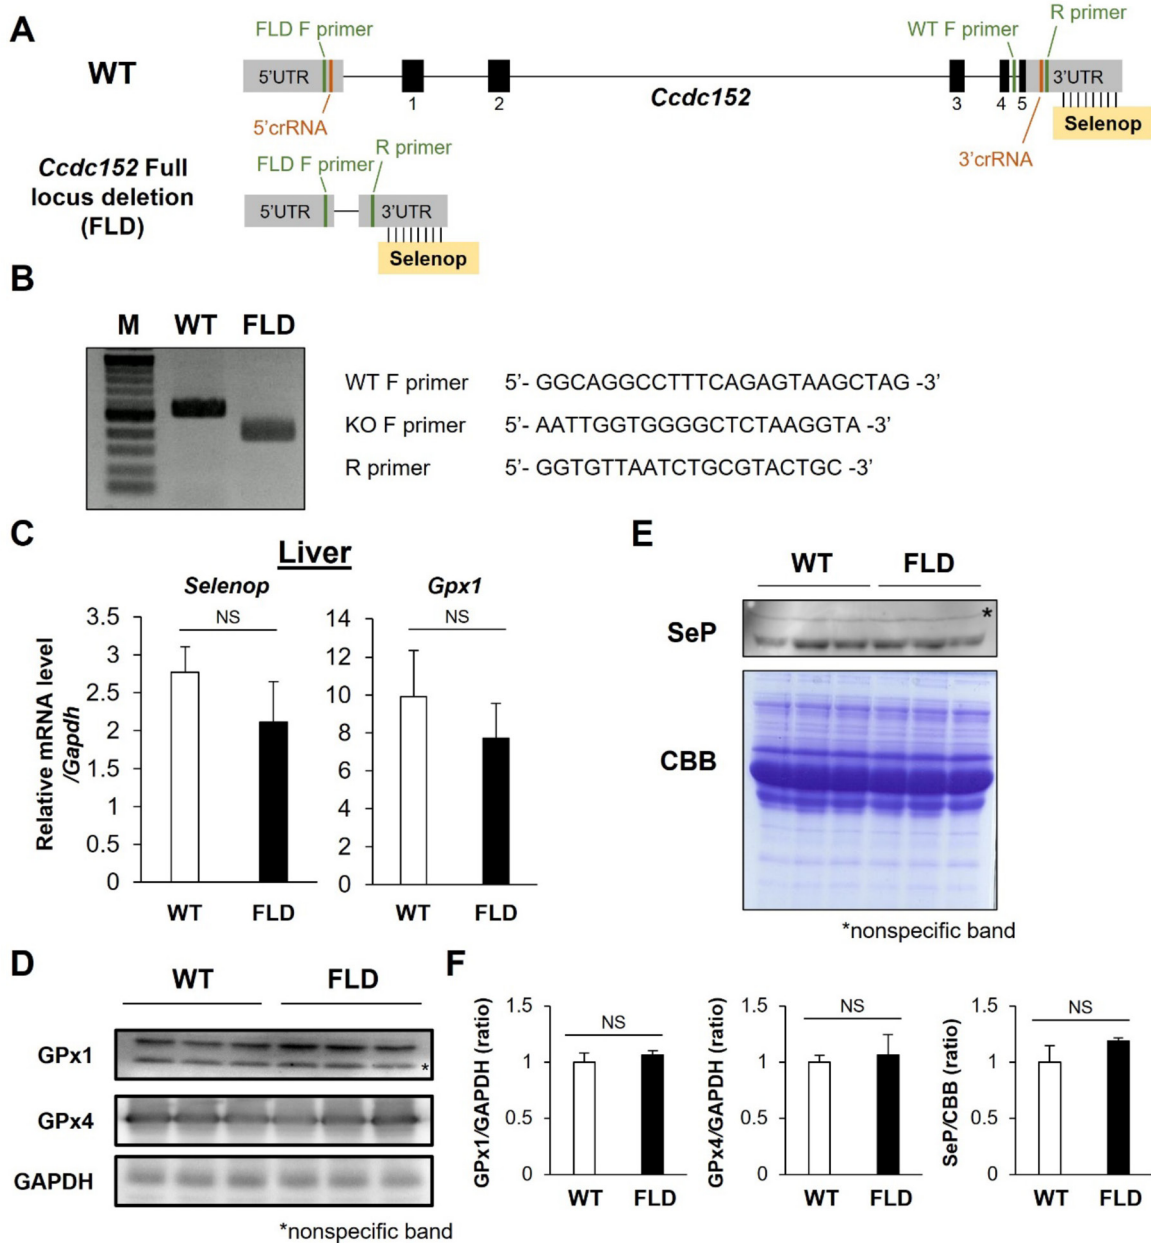 A
WT
FLD F primer
WT F primer
R primer
5’UTR
1
2
Ccdc152
3
4
5
3’UTR
5’crRNA
3’crRNA
Selenop
Ccdc152 Full
locus deletion
(FLD)
FLD F primer
R primer
5’UTR
3’UTR
Selenop
B
M WT FLD
WT F primer 5’- GGCAGGCCTTTCAGAGTAAGCTAG -3’
KO F primer 5’- AATTGGTGGGGCTCTAAGGTA -3’
R primer 5’- GGTGTTAATCTGCGTACTGC -3’
C
Liver
Relative mRNA level
/Gapdh
Selenop
NS
3.5
3
2.5
2
1.5
1
0.5
0
WT FLD
Gpx1
NS
14
12
10
8
6
4
2
0
WT FLD
D
WT FLD
GPx1
*
GPx4
GAPDH
*nonspecific band
E
WT FLD
SeP
*
CBB
*nonspecific band
F
GPx1/GAPDH (ratio)
1.5
1
0.5
0
NS
WT FLD
GPx4/GAPDH (ratio)
1.5
1
0.5
0
NS
WT FLD
SeP/CBB (ratio)
1.5
1
0.5
0
NS
WT FLD